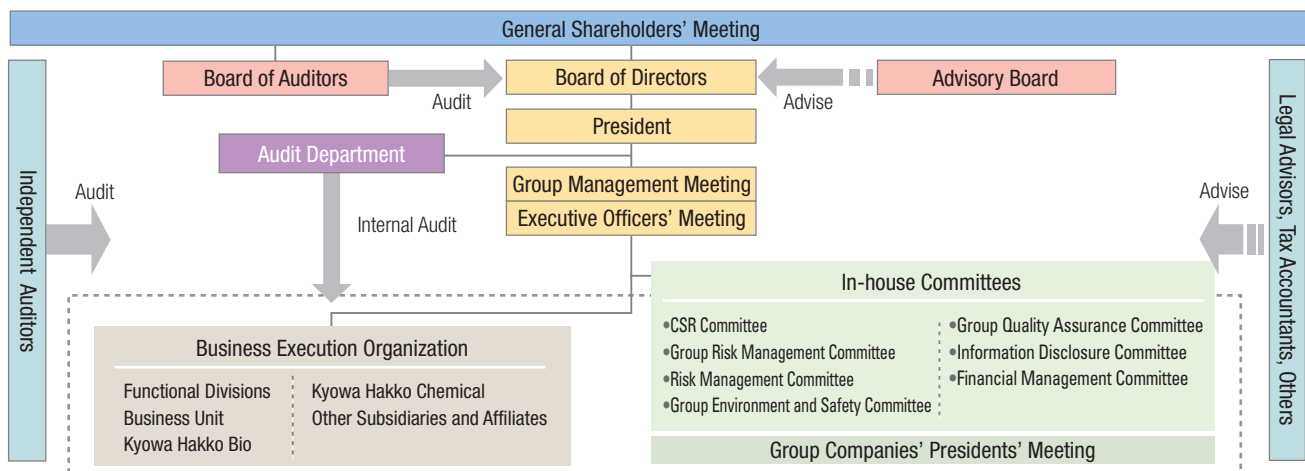 General Shareholders' Meeting
Board of Auditors
Audit
Board of Directors
Advise
Advisory Board
President
Audit Department
Group Management Meeting
Executive Officers' Meeting
Internal Audit
Independent Auditors
Audit
Advise
Legal Advisors, Tax Accountants, Others
Business Execution Organization
Functional Divisions
Business Unit
Kyowa Hakko Bio
Kyowa Hakko Chemical
Other Subsidiaries and Affiliates
In-house Committees
•CSR Committee
•Group Risk Management Committee
•Risk Management Committee
•Group Environment and Safety Committee
•Group Quality Assurance Committee
•Information Disclosure Committee
•Financial Management Committee
Group Companies' Presidents' Meeting